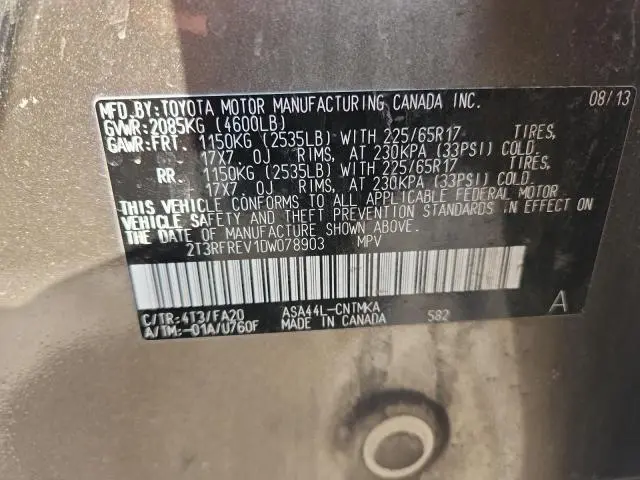 MFD.BY:TOYOTA MOTOR MANUFACTURING CANADA INC. 08/13
GVWR:2085KG (4600LB)
GAWR:FRT. 1150KG (2535LB) WITH 225/65R17 TIRES,
17X7.0J RIMS, AT 230KPA (33PSI) COLD.
RR. 1150KG (2535LB) WITH 225/65R17 TIRES,
17X7.0J RIMS, AT 230KPA (33PSI) COLD.
THIS VEHICLE CONFORMS TO ALL APPLICABLE FEDERAL MOTOR
VEHICLE SAFETY AND THEFT PREVENTION STANDARDS IN EFFECT ON
THE DATE OF MANUFACTURE SHOWN ABOVE.
2T3RFREV1DW078903 MPV
C/TR:4T3/FA20 ASA44L-CNTMKA 582 A
A/TM:-01A/U760F MADE IN CANADA